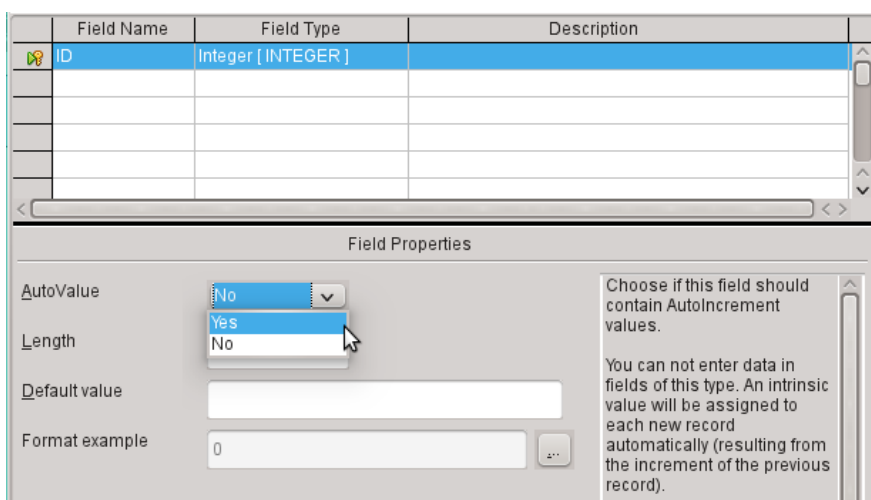 Field Name Field Type Description
ID Integer [ INTEGER ]
Field Properties
AutoValue No
Yes
No
Length
Default value
Format example 0 ...
Choose if this field should
contain AutoIncrement
values.
You can not enter data in
fields of this type. An intrinsic
value will be assigned to
each new record
automatically (resulting from
the increment of the previous
record).